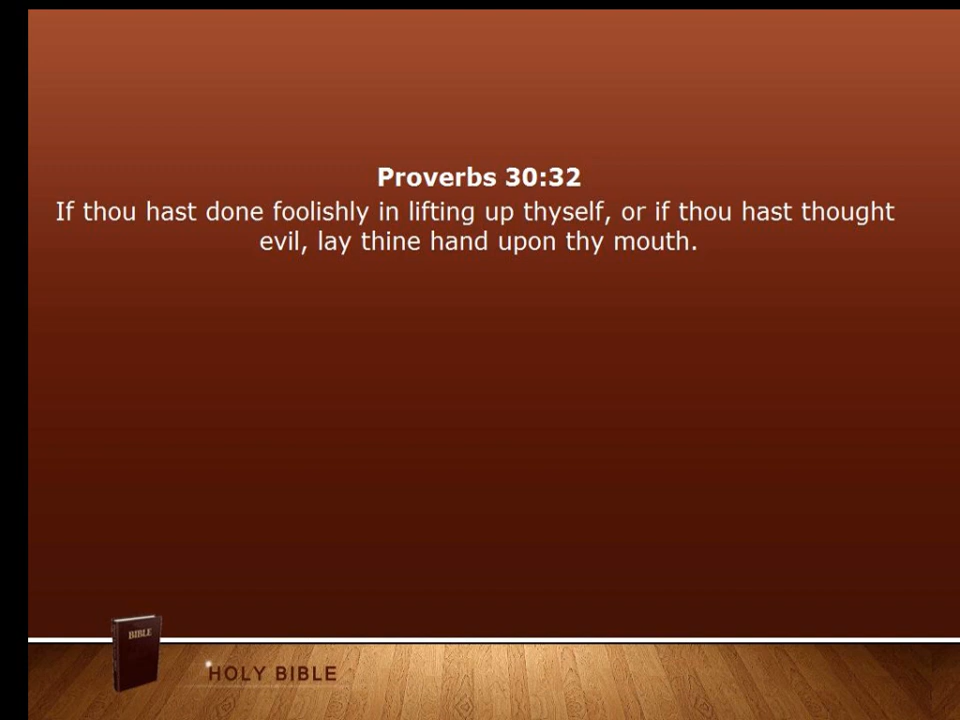 Proverbs 30:32
If thou hast done foolishly in lifting up thyself, or if thou hast thought
evil, lay thine hand upon thy mouth.
BIBLE
HOLY BIBLE